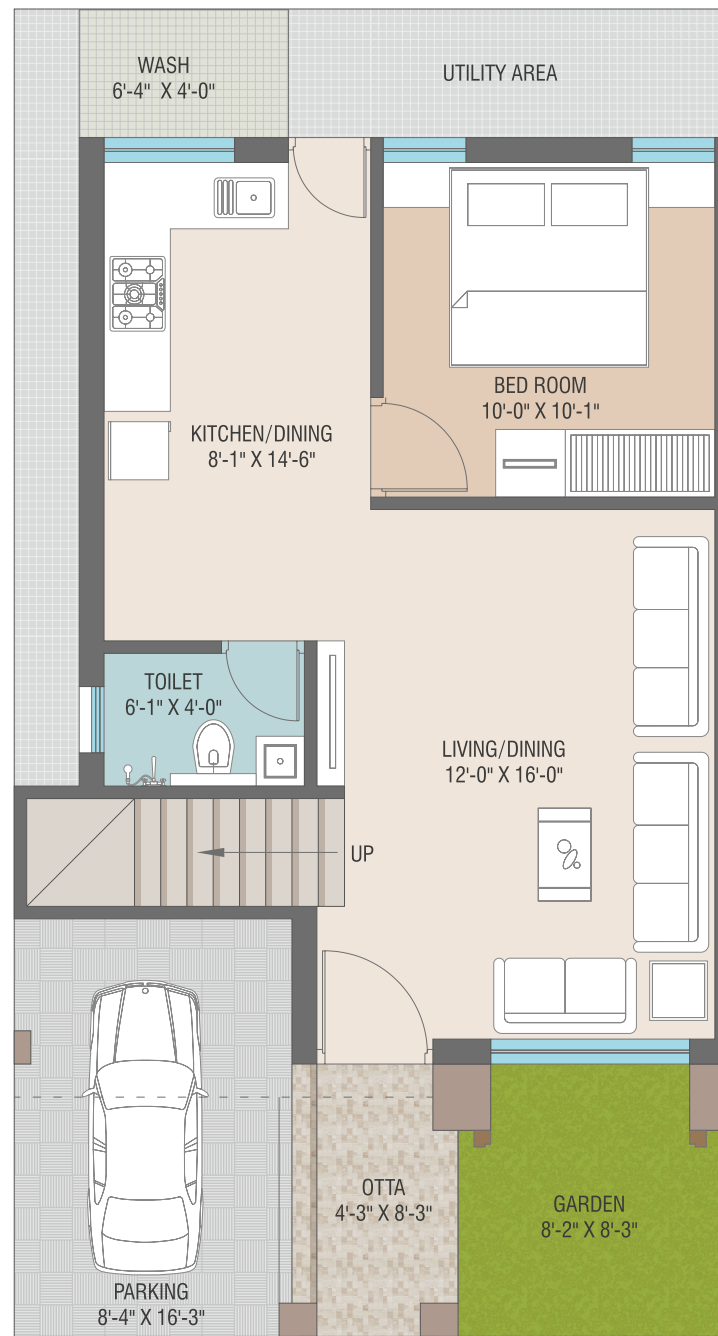 WASH
6'-4" X 4'-0"
UTILITY AREA
BED ROOM
10'-0" X 10'-1"
KITCHEN/DINING
8'-1" X 14'-6"
TOILET
6'-1" X 4'-0"
LIVING/DINING
12'-0" X 16'-0"
UP
OTTA
4'-3" X 8'-3"
GARDEN
8'-2" X 8'-3"
PARKING
8'-4" X 16'-3"